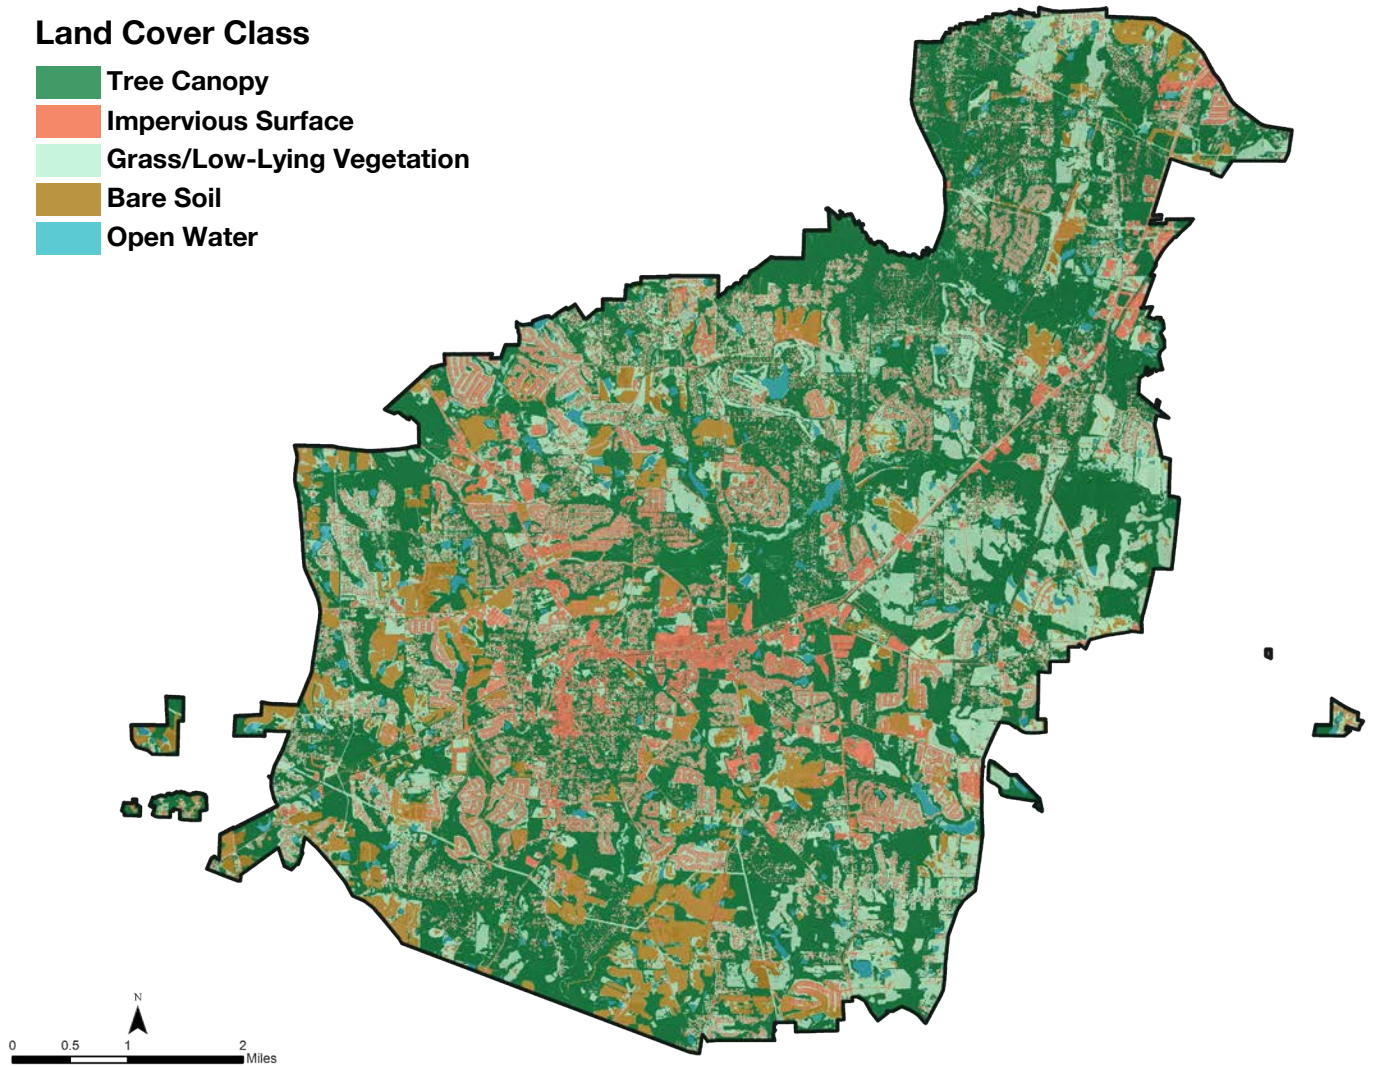 Land Cover Class
Tree Canopy
Impervious Surface
Grass/Low-Lying Vegetation
Bare Soil
Open Water
N
0 0.5 1 2
Miles